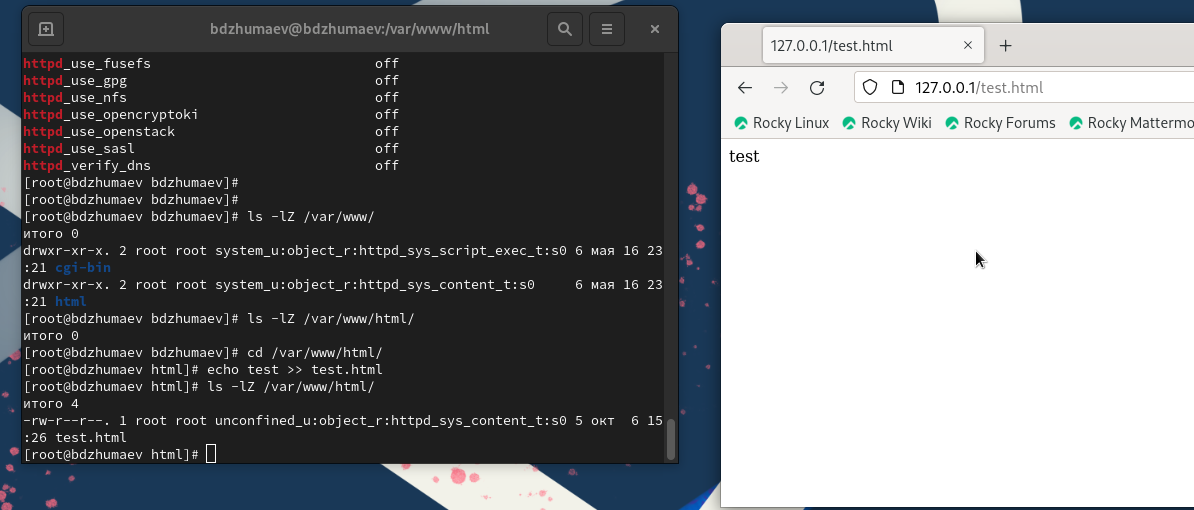 bdzhumaev@bdzhumaev:/var/www/html
httpd_use_fusefs                            off
httpd_use_gpg                               off
httpd_use_nfs                               off
httpd_use_opencryptoki                      off
httpd_use_openstack                         off
httpd_use_sasl                              off
httpd_verify_dns                            off
[root@bdzhumaev bdzhumaev]#
[root@bdzhumaev bdzhumaev]#
[root@bdzhumaev bdzhumaev]# ls -lZ /var/www/
итого 0
drwxr-xr-x. 2 root root system_u:object_r:httpd_sys_script_exec_t:s0 6 мая 16 23
:21 cgi-bin
drwxr-xr-x. 2 root root system_u:object_r:httpd_sys_content_t:s0     6 мая 16 23
:21 html
[root@bdzhumaev bdzhumaev]# ls -lZ /var/www/html/
итого 0
[root@bdzhumaev bdzhumaev]# cd /var/www/html/
[root@bdzhumaev html]# echo test >> test.html
[root@bdzhumaev html]# ls -lZ /var/www/html/
итого 4
-rw-r--r--. 1 root root unconfined_u:object_r:httpd_sys_content_t:s0 5 окт  6 15
:26 test.html
[root@bdzhumaev html]#
127.0.0.1/test.html
127.0.0.1/test.html
Rocky Linux Rocky Wiki Rocky Forums Rocky Mattermo
test